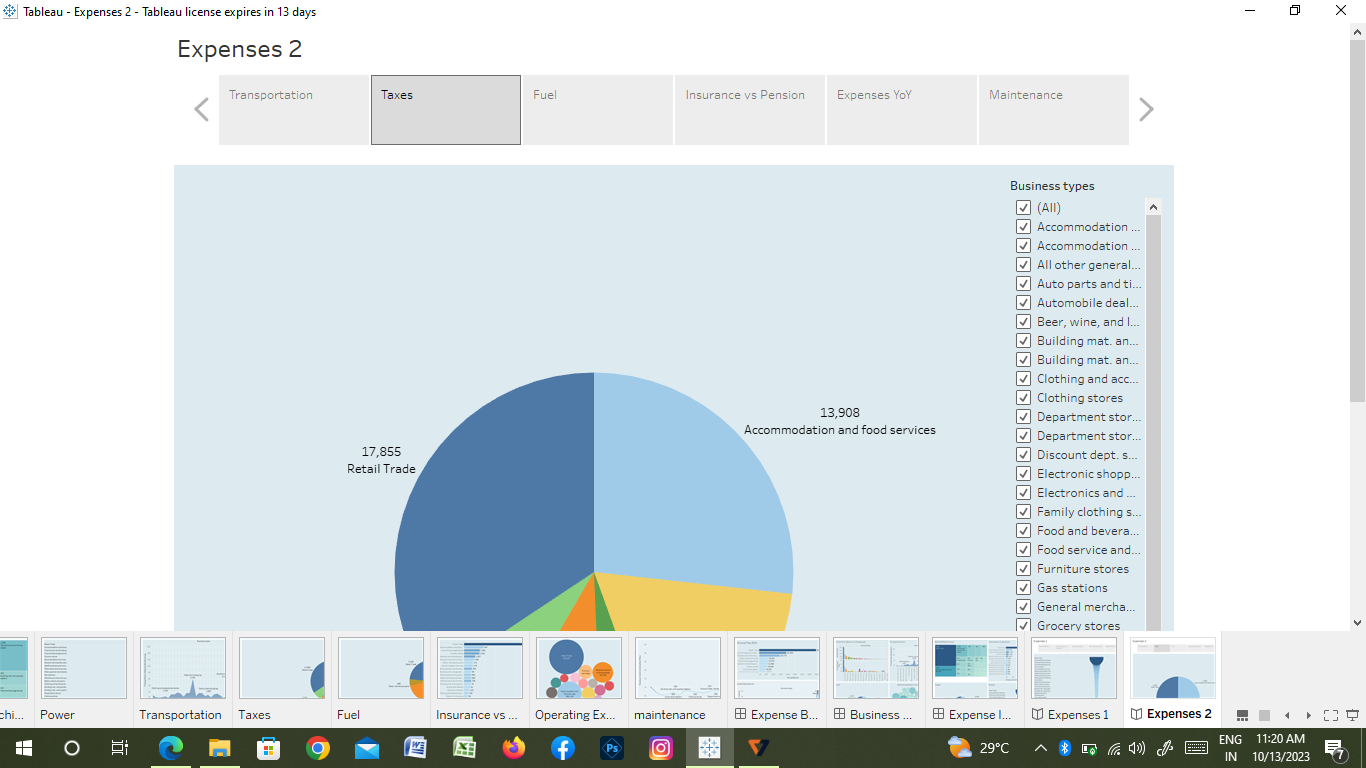 Tableau - Expenses 2 - Tableau license expires in 13 days
Expenses 2
Transportation
Taxes
Fuel
Insurance vs Pension
Expenses YoY
Maintenance
Business types
(All)
Accommodation ...
Accommodation ...
All other general...
Auto parts and ti...
Automobile deal...
Beer, wine, and l...
Building mat. an...
Building mat. an...
Clothing and acc...
Clothing stores
Department stor...
Department stor...
Discount dept. s...
Electronic shopp...
Electronics and ...
Family clothing s...
Food and bevera...
Food service and...
Furniture stores
Gas stations
General mercha...
Grocery stores
13,908
Accommodation and food services
17,855
Retail Trade
chi...
Power
Transportation
Taxes
Fuel
Insurance vs ...
Operating Ex...
maintenance
Expense B...
Business ...
Expense I...
Expenses 1
Expenses 2
29°C
ENG
IN
11:20 AM
10/13/2023
7